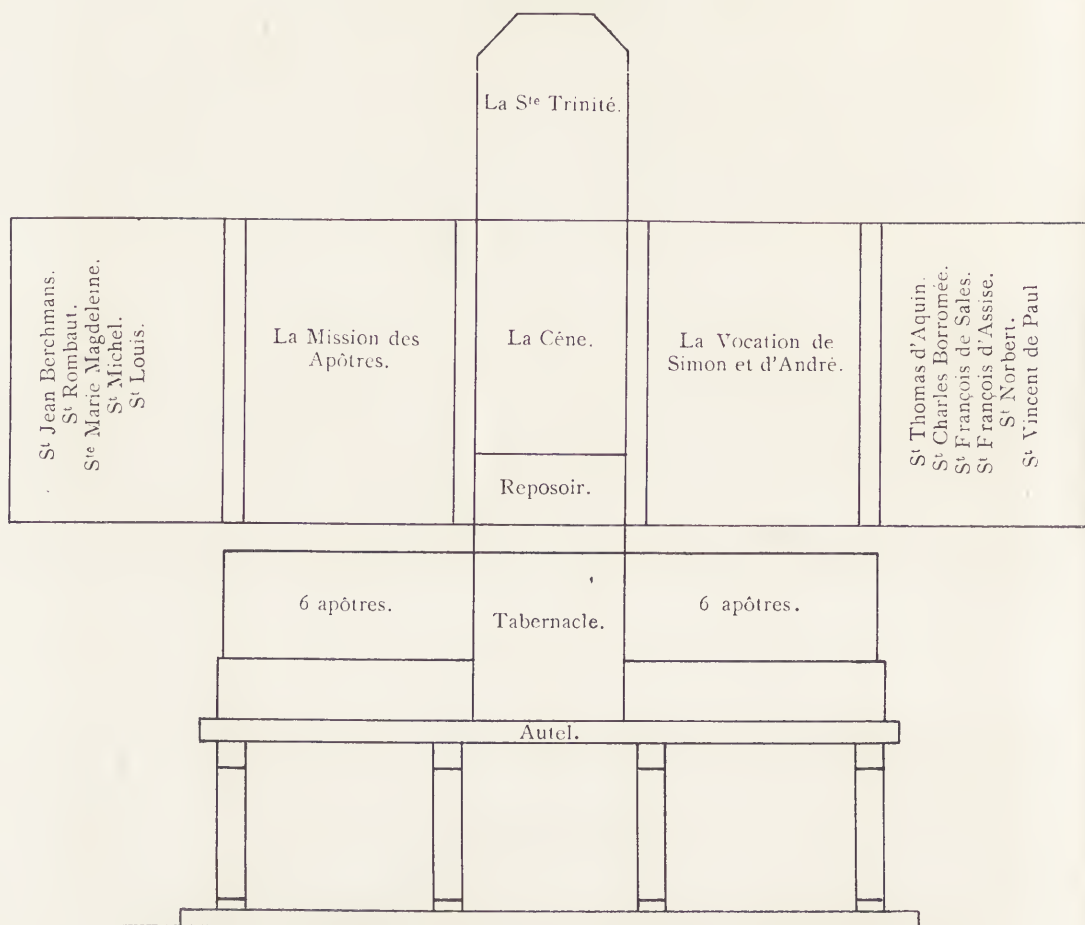 La Ste Trinité.
St Jean Berchmans.
St Rombaut.
Ste Marie Magdeleine.
St Michel.
St Louis.
La Mission des
Apôtres.
La Cène.
La Vocation de
Simon et d'André.
St Thomas d'Aquin.
St Charles Borromée.
St François de Sales.
St François d'Assise.
St Norbert.
St Vincent de Paul
Reposoir.
6 apôtres.
Tabernacle.
6 apôtres.
Autel.